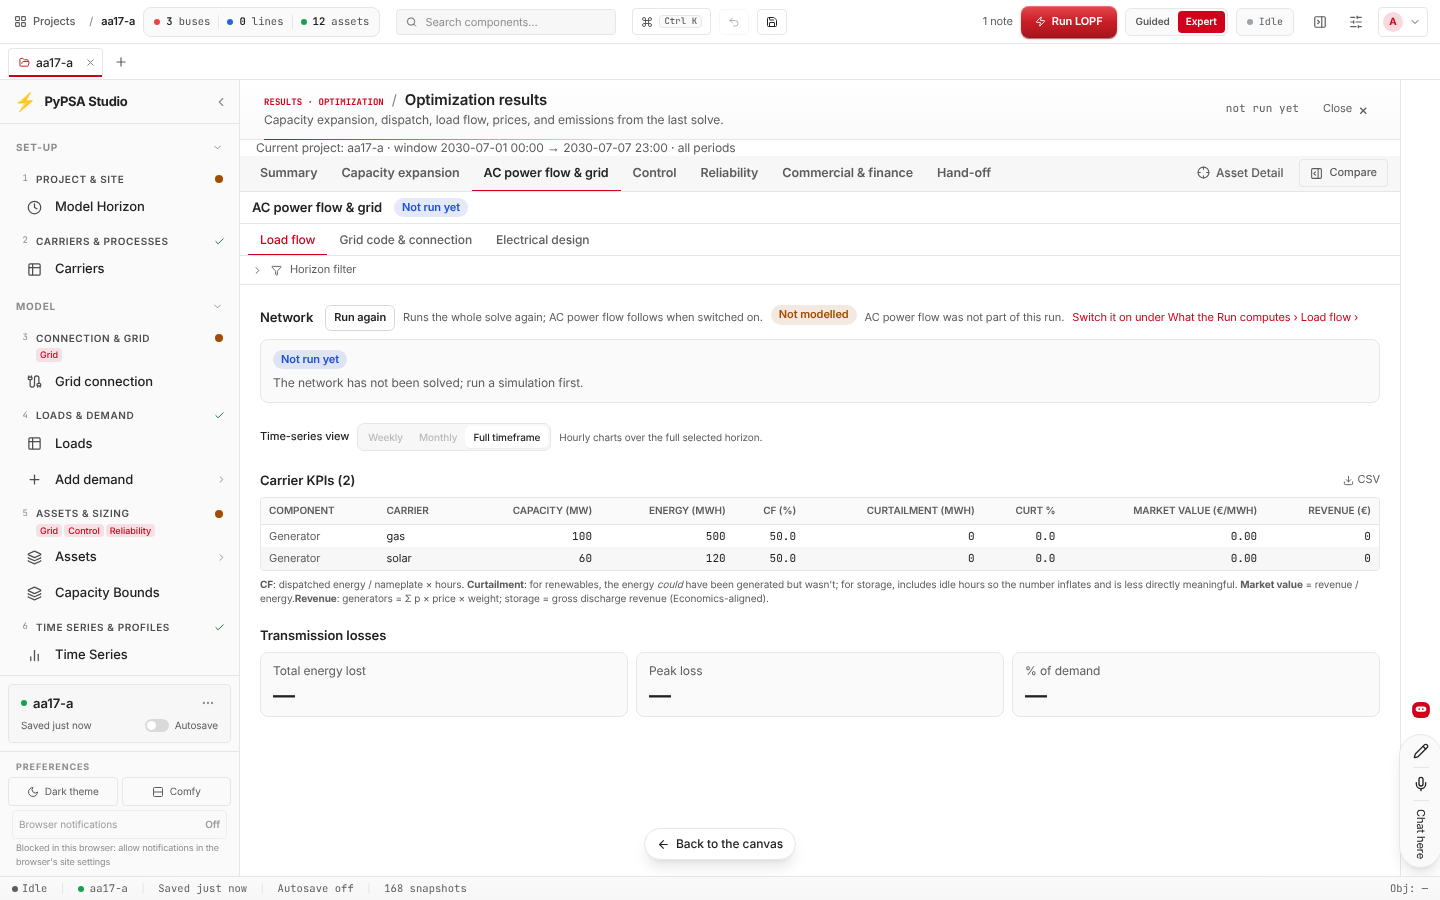 Projects / aa17-a 3 buses 0 lines 12 assets Search components... ⌘ Ctrl K 1 note Run LOPF Guided Expert Idle A
aa17-a
PyPSA Studio
SET-UP
1 PROJECT & SITE
Model Horizon
2 CARRIERS & PROCESSES
Carriers
MODEL
3 CONNECTION & GRID
Grid
Grid connection
4 LOADS & DEMAND
Loads
Add demand
5 ASSETS & SIZING
Grid Control Reliability
Assets
Capacity Bounds
6 TIME SERIES & PROFILES
Time Series
aa17-a
Saved just now Autosave
PREFERENCES
Dark theme Comfy
Browser notifications Off
Blocked in this browser: allow notifications in the
browser's site settings
RESULTS · OPTIMIZATION / Optimization results
Capacity expansion, dispatch, load flow, prices, and emissions from the last solve.
not run yet Close ×
Current project: aa17-a · window 2030-07-01 00:00 → 2030-07-07 23:00 · all periods
Summary Capacity expansion AC power flow & grid Control Reliability Commercial & finance Hand-off Asset Detail Compare
AC power flow & grid Not run yet
Load flow Grid code & connection Electrical design
Horizon filter
Network Run again Runs the whole solve again; AC power flow follows when switched on. Not modelled AC power flow was not part of this run. Switch it on under What the Run computes › Load flow ›
Not run yet
The network has not been solved; run a simulation first.
Time-series view Weekly Monthly Full timeframe Hourly charts over the full selected horizon.
Carrier KPIs (2) CSV
COMPONENT CARRIER CAPACITY (MW) ENERGY (MWH) CF (%) CURTAILMENT (MWH) CURT % MARKET VALUE (€/MWH) REVENUE (€)
Generator gas 100 500 50.0 0 0.0 0.00 0
Generator solar 60 120 50.0 0 0.0 0.00 0
CF: dispatched energy / nameplate × hours. Curtailment: for renewables, the energy could have been generated but wasn't; for storage, includes idle hours so the number inflates and is less directly meaningful. Market value = revenue /
energy.Revenue: generators = Σ p × price × weight; storage = gross discharge revenue (Economics-aligned).
Transmission losses
Total energy lost Peak loss % of demand
— — —
Back to the canvas
Chat here
Idle aa17-a Saved just now Autosave off 168 snapshots Obj: —